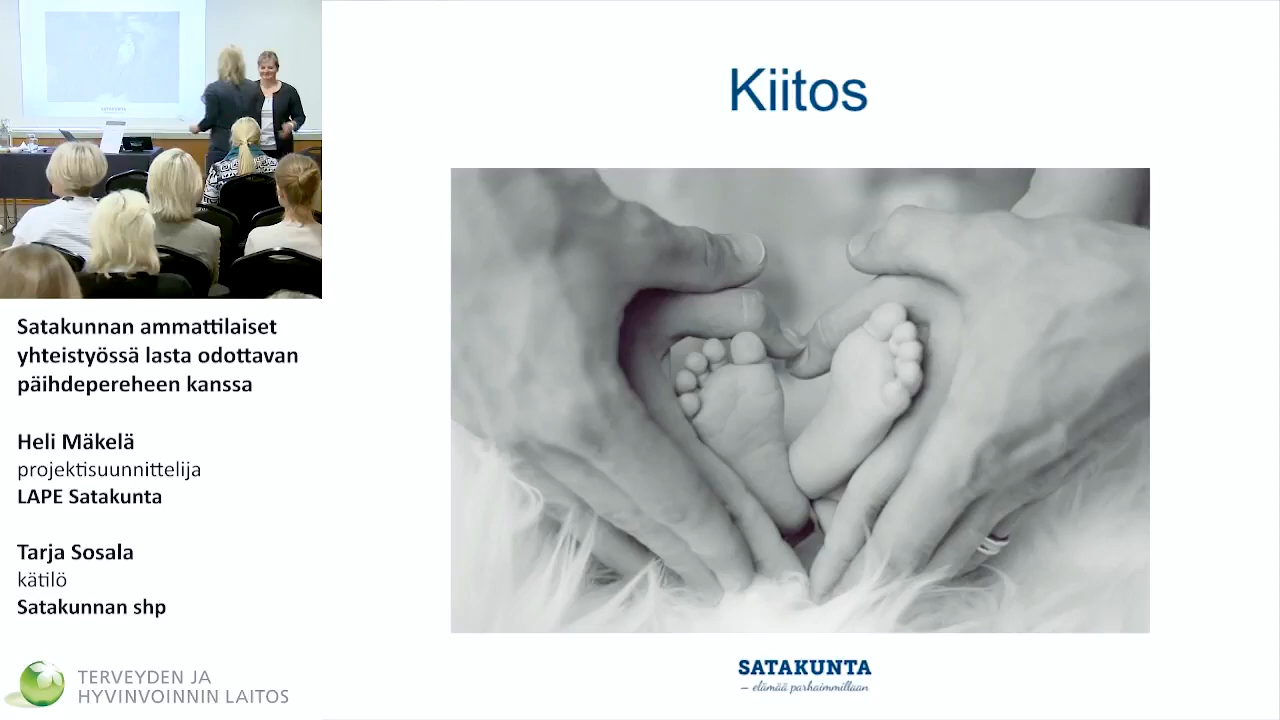 Kiitos
Satakunnan ammattilaiset
yhteistyössä lasta odottavan
päihdepereheen kanssa
Heli Mäkelä
projektisuunnittelija
LAPE Satakunta
Tarja Sosala
kätilö
Satakunnan shp
TERVEYDEN JA
HYVINVOINNIN LAITOS
SATAKUNTA
– elämää parhaimmillaan